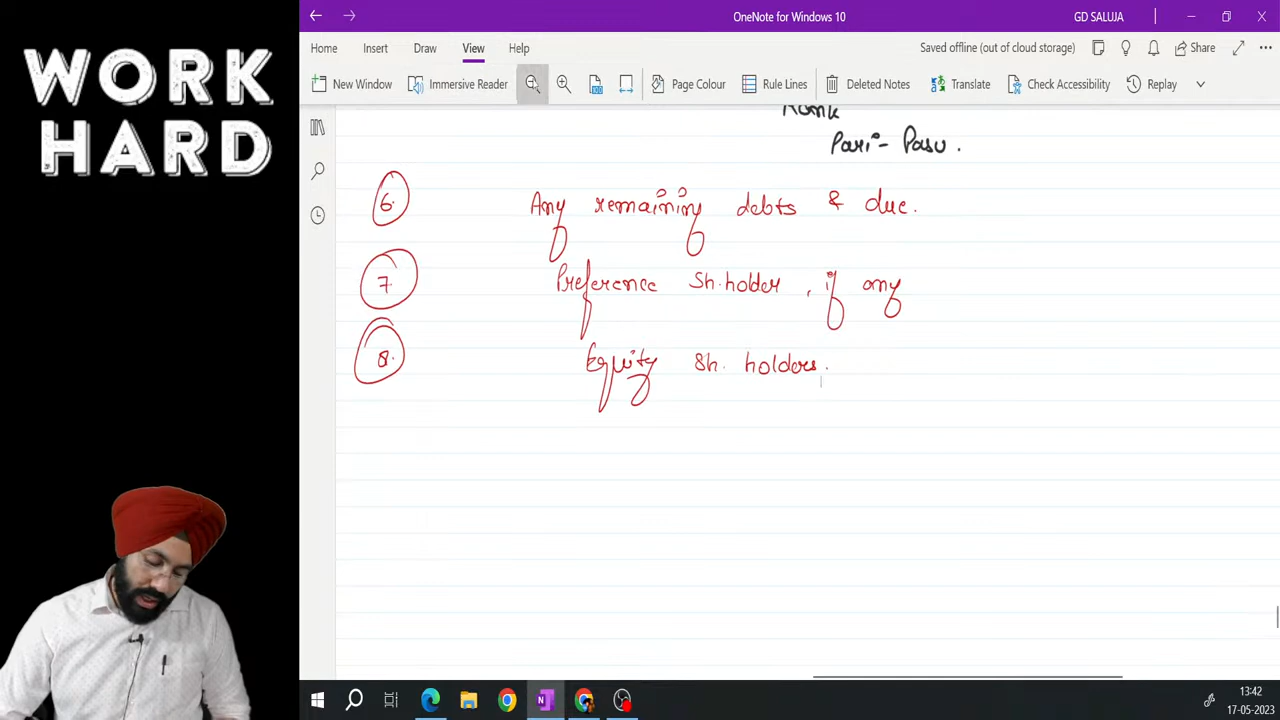 WORK
HARD
OneNote for Windows 10
GD SALUJA
Home Insert Draw View Help
Saved offline (out of cloud storage)
Share
New Window Immersive Reader Page Colour Rule Lines Deleted Notes Translate Check Accessibility Replay
Rank
Pari-Pasu.
6. Any remaining debts & due.
7. Preference Sh.holder, if any
8. Equity Sh. holders.
13:42
17-05-2023